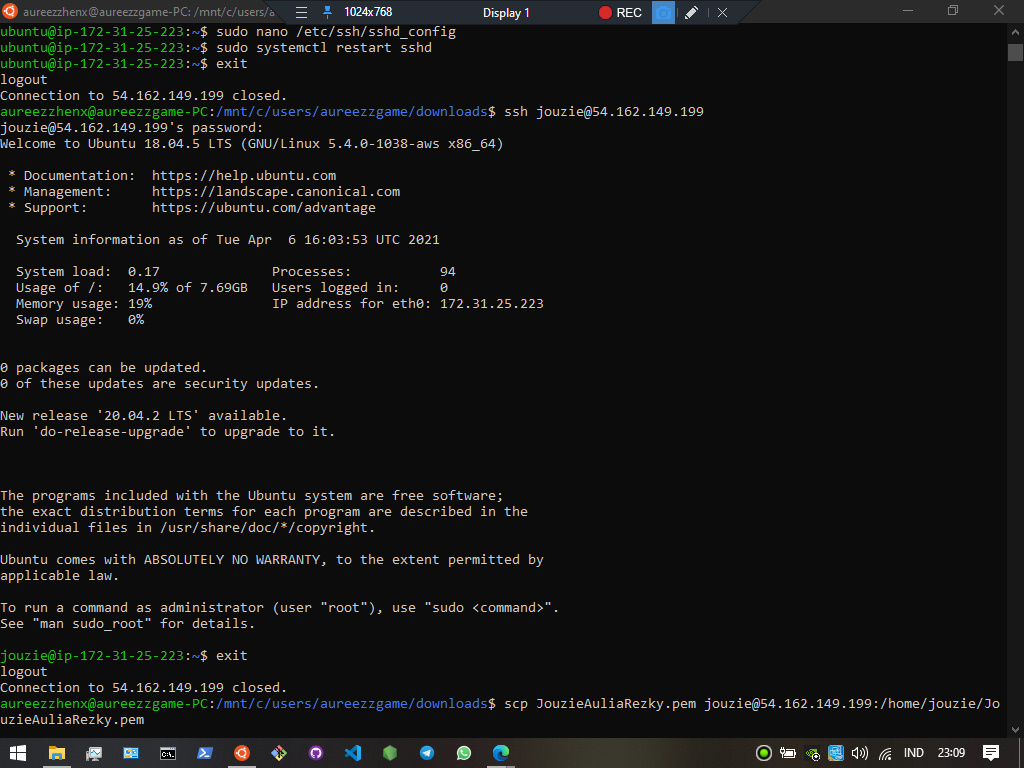 aureezzhenx@aureezzgame-PC: /mnt/c/users/a
1024x768
Display 1
REC
ubuntu@ip-172-31-25-223:~$ sudo nano /etc/ssh/sshd_config
ubuntu@ip-172-31-25-223:~$ sudo systemctl restart sshd
ubuntu@ip-172-31-25-223:~$ exit
logout
Connection to 54.162.149.199 closed.
aureezzhenx@aureezzgame-PC:/mnt/c/users/aureezzgame/downloads$ ssh jouzie@54.162.149.199
jouzie@54.162.149.199's password:
Welcome to Ubuntu 18.04.5 LTS (GNU/Linux 5.4.0-1038-aws x86_64)
* Documentation:  https://help.ubuntu.com
* Management:     https://landscape.canonical.com
* Support:        https://ubuntu.com/advantage
System information as of Tue Apr  6 16:03:53 UTC 2021
System load:  0.17                Processes:           94
Usage of /:   14.9% of 7.69GB   Users logged in:     0
Memory usage: 19%               IP address for eth0: 172.31.25.223
Swap usage:   0%
0 packages can be updated.
0 of these updates are security updates.
New release '20.04.2 LTS' available.
Run 'do-release-upgrade' to upgrade to it.
The programs included with the Ubuntu system are free software;
the exact distribution terms for each program are described in the
individual files in /usr/share/doc/*/copyright.
Ubuntu comes with ABSOLUTELY NO WARRANTY, to the extent permitted by
applicable law.
To run a command as administrator (user "root"), use "sudo <command>".
See "man sudo_root" for details.
jouzie@ip-172-31-25-223:~$ exit
logout
Connection to 54.162.149.199 closed.
aureezzhenx@aureezzgame-PC:/mnt/c/users/aureezzgame/downloads$ scp JouzieAuliaRezky.pem jouzie@54.162.149.199:/home/jouzie/Jo
uzieAuliaRezky.pem
IND
23:09